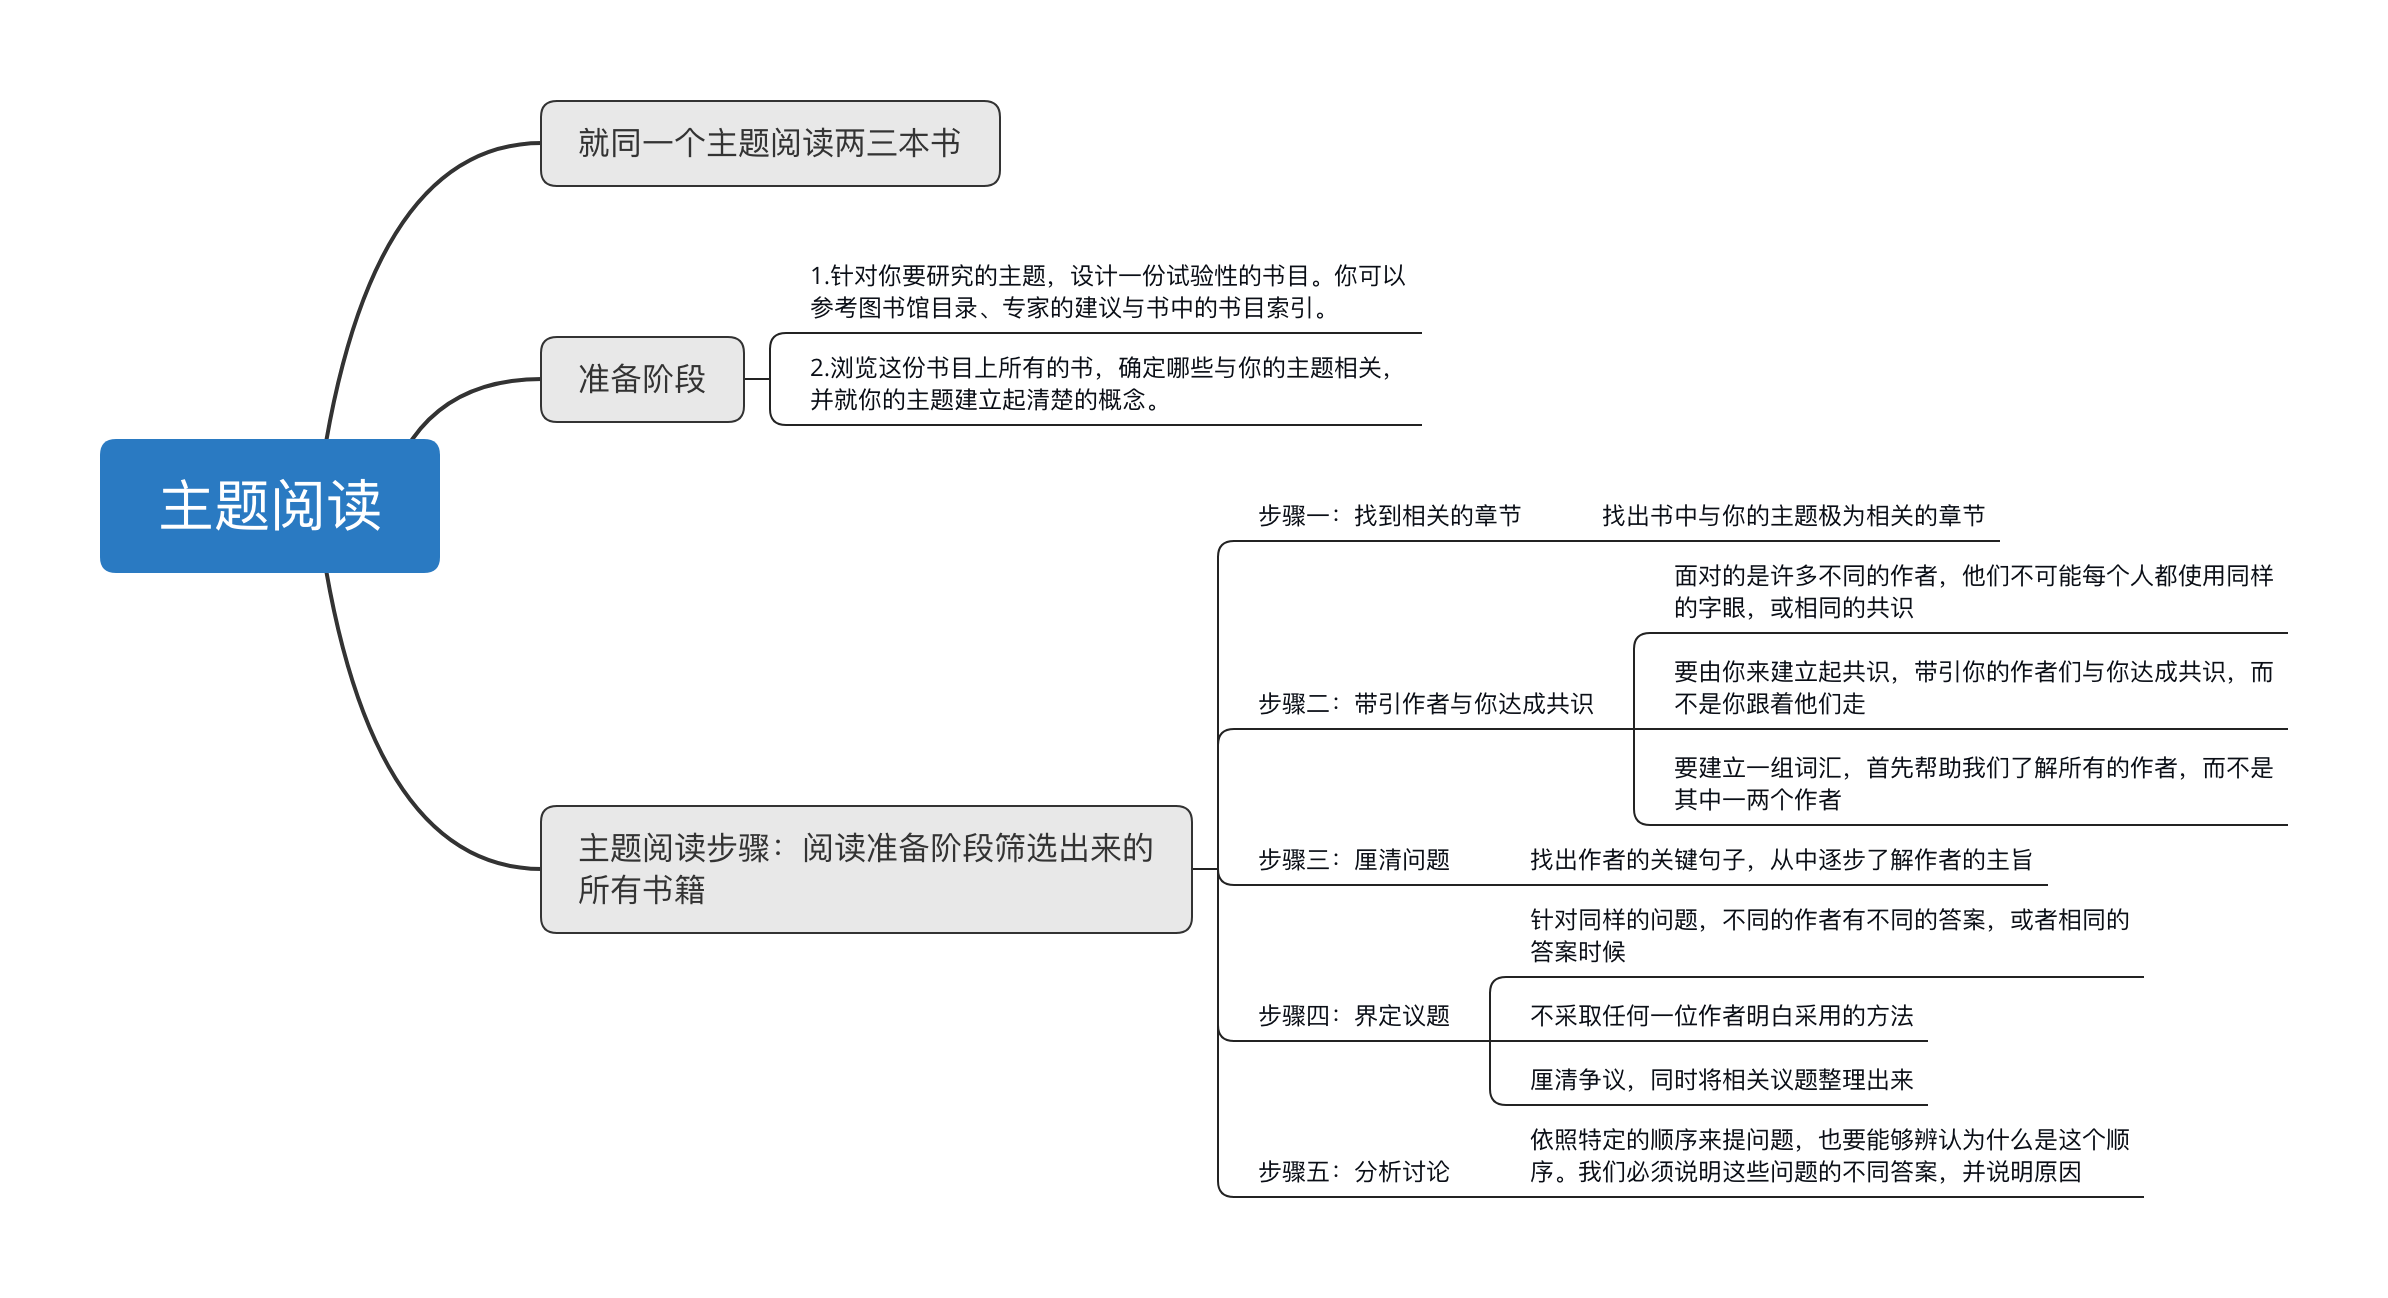 主题阅读
就同一个主题阅读两三本书
准备阶段
1.针对你要研究的主题，设计一份试验性的书目。你可以
参考图书馆目录、专家的建议与书中的书目索引。
2.浏览这份书目上所有的书，确定哪些与你的主题相关，
并就你的主题建立起清楚的概念。
主题阅读步骤：阅读准备阶段筛选出来的
所有书籍
步骤一：找到相关的章节
找出书中与你的主题极为相关的章节
步骤二：带引作者与你达成共识
面对的是许多不同的作者，他们不可能每个人都使用同样
的字眼，或相同的共识
要由你来建立起共识，带引你的作者们与你达成共识，而
不是你跟着他们走
要建立一组词汇，首先帮助我们了解所有的作者，而不是
其中一两个作者
步骤三：厘清问题
找出作者的关键句子，从中逐步了解作者的主旨
步骤四：界定议题
针对同样的问题，不同的作者有不同的答案，或者相同的
答案时候
不采取任何一位作者明白采用的方法
厘清争议，同时将相关议题整理出来
步骤五：分析讨论
依照特定的顺序来提问题，也要能够辨认为什么是这个顺
序。我们必须说明这些问题的不同答案，并说明原因